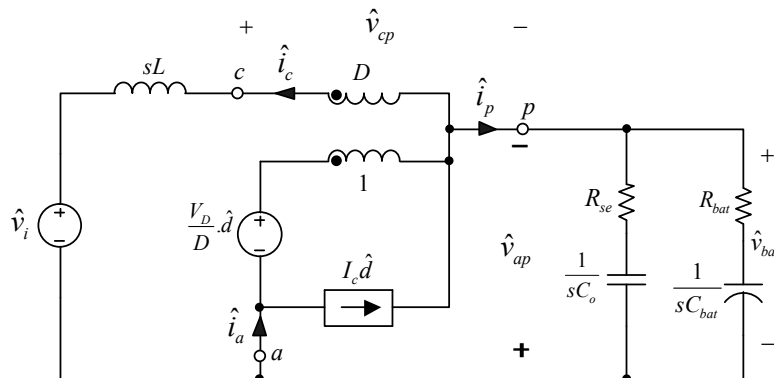 + v̂_cp −
sL c î_c D î_p p
−
1
v̂_i + −
V_D/D . d̂ + −
I_c d̂
î_a a
v̂_ap
+
R_se R_bat +
1/sC_o 1/sC_bat v̂_ba
−